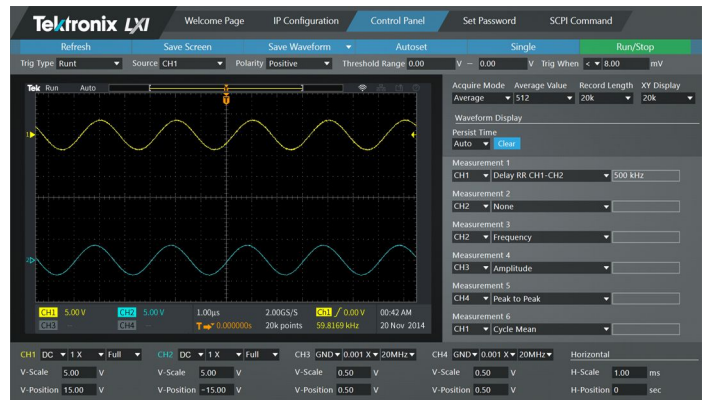 Tektronix LXI
Welcome Page IP Configuration Control Panel Set Password SCPI Command
Refresh Save Screen Save Waveform Autoset Single Run/Stop
Trig Type Runt Source CH1 Polarity Positive Threshold Range 0.00 V ~ 0.00 V Trig When < 8.00 mV
Tek Run Auto
T
T
1
2
CH1 5.00 V CH2 5.00 V 1.00µs 2.00GS/S Ch1 / 0.00 V 00:42 AM
CH3 -- CH4 -- T 0.000000s 20k points 59.8169 kHz 20 Nov 2014
Acquire Mode Average Value Record Length XY Display
Average 512 20k 20k
Waveform Display
Persist Time
Auto Clear
Measurement 1
CH1 Delay RR CH1-CH2 500 kHz
Measurement 2
CH2 None
Measurement 3
CH2 Frequency
Measurement 4
CH3 Amplitude
Measurement 5
CH4 Peak to Peak
Measurement 6
CH1 Cycle Mean
CH1 DC 1 X Full CH2 DC 1 X Full CH3 GND 0.001 X 20MHz CH4 GND 0.001 X 20MHz Horizontal
V-Scale 5.00 V V-Scale 5.00 V V-Scale 0.50 V V-Scale 0.50 V H-Scale 1.00 ms
V-Position 15.00 V V-Position -15.00 V V-Position 0.50 V V-Position 0.50 V H-Position 0 sec